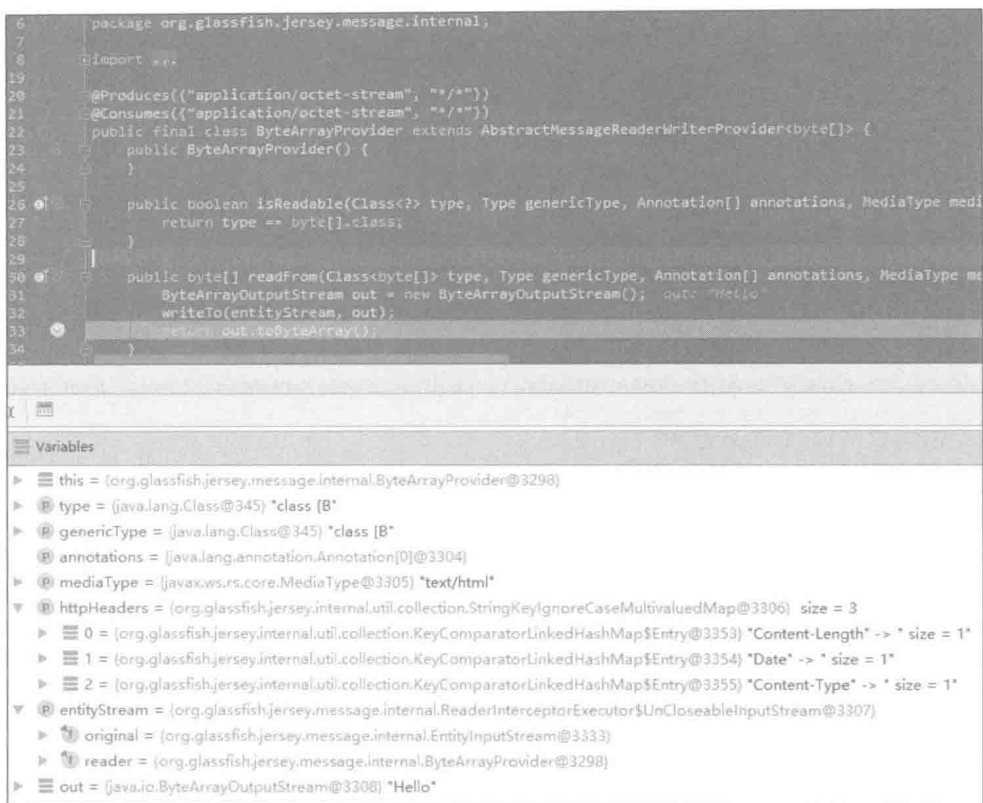 6 package org.glassfish.jersey.message.internal;
7
8 import ...
19
20 @Produces({"application/octet-stream", "*/*"})
21 @Consumes({"application/octet-stream", "*/*"})
22 public final class ByteArrayProvider extends AbstractMessageReaderWriterProvider<byte[]> {
23 public ByteArrayProvider() {
24 }
25
26 public boolean isReadable(Class<?> type, Type genericType, Annotation[] annotations, MediaType medi
27 return type == byte[].class;
28 }
29
30 public byte[] readFrom(Class<byte[]> type, Type genericType, Annotation[] annotations, MediaType me
31 ByteArrayOutputStream out = new ByteArrayOutputStream(); out: "Hello"
32 writeTo(entityStream, out);
33 return out.toByteArray();
34 }
Variables
this = {org.glassfish.jersey.message.internal.ByteArrayProvider@3298}
type = {java.lang.Class@345} "class [B"
genericType = {java.lang.Class@345} "class [B"
annotations = {java.lang.annotation.Annotation[0]@3304}
mediaType = {javax.ws.rs.core.MediaType@3305} "text/html"
httpHeaders = {org.glassfish.jersey.internal.util.collection.StringKeyIgnoreCaseMultivaluedMap@3306} size = 3
0 = {org.glassfish.jersey.internal.util.collection.KeyComparatorLinkedHashMap$Entry@3353} "Content-Length" -> " size = 1"
1 = {org.glassfish.jersey.internal.util.collection.KeyComparatorLinkedHashMap$Entry@3354} "Date" -> " size = 1"
2 = {org.glassfish.jersey.internal.util.collection.KeyComparatorLinkedHashMap$Entry@3355} "Content-Type" -> " size = 1"
entityStream = {org.glassfish.jersey.message.internal.ReaderInterceptorExecutor$UnCloseableInputStream@3307}
original = {org.glassfish.jersey.message.internal.EntityInputStream@3333}
reader = {org.glassfish.jersey.message.internal.ByteArrayProvider@3298}
out = {java.io.ByteArrayOutputStream@3308} "Hello"